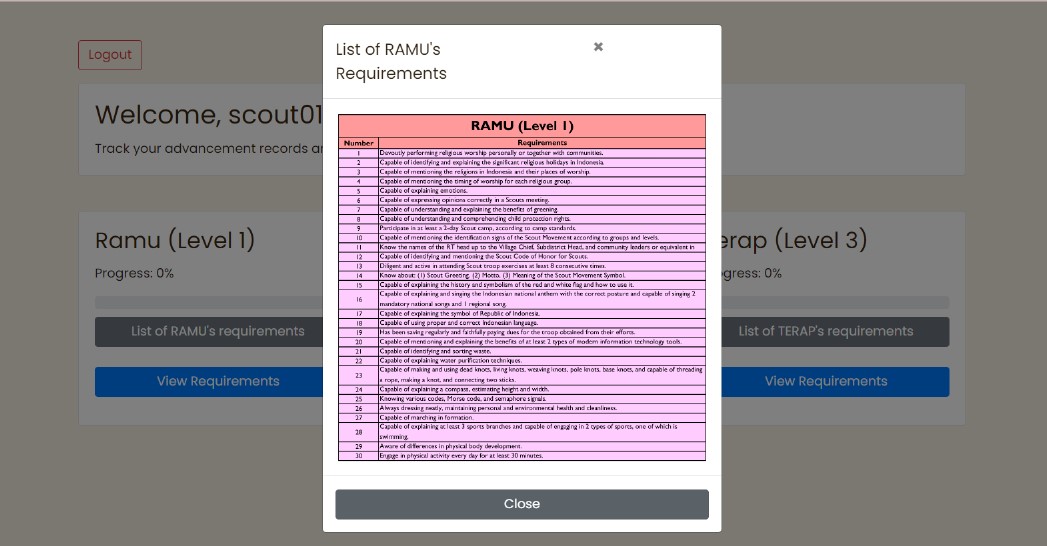 Logout
List of RAMU's
Requirements
×
Welcome, scout01
Track your advancement records a
Ramu (Level 1)
Progress: 0%
List of RAMU's requirements
View Requirements
erap (Level 3)
gress: 0%
List of TERAP's requirements
View Requirements
RAMU (Level 1)
Number Requirements
1 Devoutly performing religious worship personally or together with communities.
2 Capable of identifying and explaining the significant religious holidays in Indonesia.
3 Capable of mentioning the religions in Indonesia and their places of worship.
4 Capable of mentioning the timing of worship for each religious group.
5 Capable of explaining emotions.
6 Capable of expressing opinions correctly in a Scouts meeting.
7 Capable of understanding and explaining the benefits of greening.
8 Capable of understanding and comprehending child protection rights.
9 Participate in at least a 2-day Scout camp, according to camp standards.
10 Capable of mentioning the identification signs of the Scout Movement according to groups and levels.
11 Know the names of the RT head up to the Village Chief, Subdistrict Head, and community leaders or equivalent in
12 Capable of identifying and mentioning the Scout Code of Honor for Scouts.
13 Diligent and active in attending Scout troop exercises at least 8 consecutive times.
14 Know about: (1) Scout Greeting, (2) Motto, (3) Meaning of the Scout Movement Symbol.
15 Capable of explaining the history and symbolism of the red and white flag and how to use it.
16 Capable of explaining and singing the Indonesian national anthem with the correct posture and capable of singing 2
mandatory national songs and 1 regional song.
17 Capable of explaining the symbol of Republic of Indonesia.
18 Capable of using proper and correct Indonesian language.
19 Has been saving regularly and faithfully paying dues for the troop obtained from their efforts.
20 Capable of mentioning and explaining the benefits of at least 2 types of modern information technology tools.
21 Capable of identifying and sorting waste.
22 Capable of explaining water purification techniques.
23 Capable of making and using dead knots, living knots, weaving knots, pole knots, base knots, and capable of threading
a rope, making a knot, and connecting two sticks.
24 Capable of explaining a compass, estimating height and width.
25 Knowing various codes, Morse code, and semaphore signals.
26 Always dressing neatly, maintaining personal and environmental health and cleanliness.
27 Capable of marching in formation.
28 Capable of explaining at least 3 sports branches and capable of engaging in 2 types of sports, one of which is
swimming.
29 Aware of differences in physical body development.
30 Engage in physical activity every day for at least 30 minutes.
Close